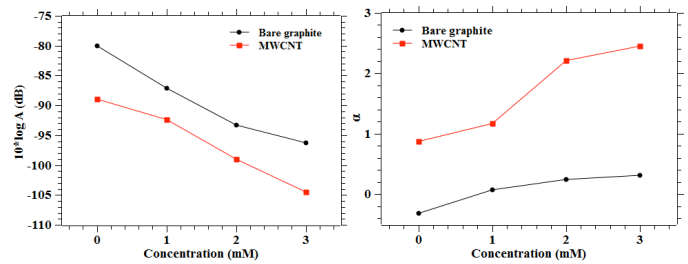 -75
-80
-85
-90
-95
-100
-105
-110
10*log A (dB)
Bare graphite
MWCNT
0 1 2 3
Concentration (mM)
3
2
1
0
α
Bare graphite
MWCNT
0 1 2 3
Concentration (mM)